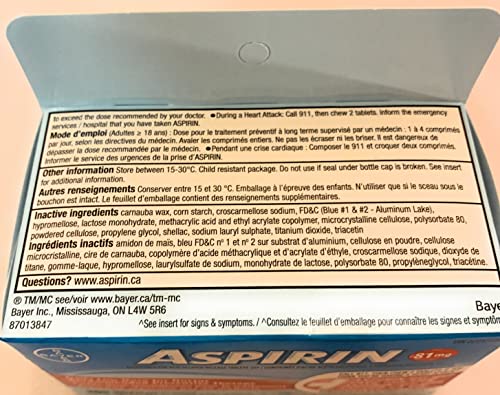 to exceed the dose recommended by your doctor. ●During a Heart Attack: Call 911, then chew 2 tablets. Inform the emergency
services / hospital that you have taken ASPIRIN.
Mode d'emploi (Adultes ≥ 18 ans) : Dose pour le traitement préventif à long terme supervisé par un médecin : 1 à 4 comprimés
par jour, selon les directives du médecin. Avaler les comprimés entiers. Ne pas les écraser ni les briser. Il est dangereux de
dépasser la dose recommandée par le médecin. ●Pendant une crise cardiaque : Composer le 911 et croquer deux comprimés.
Informer le service des urgences de la prise d'ASPIRIN.
Other information Store between 15-30°C. Child resistant package. Do not use if seal under bottle cap is broken. See insert
for additional information.
Autres renseignements Conserver entre 15 et 30 °C. Emballage à l'épreuve des enfants. N'utiliser que si le sceau sous le
bouchon est intact. Le feuillet d'emballage contient des renseignements supplémentaires.
Inactive ingredients carnauba wax, corn starch, croscarmellose sodium, FD&C (Blue #1 & #2 - Aluminum Lake),
hypromellose, lactose monohydrate, methacrylic acid and ethyl acrylate copolymer, microcrystalline cellulose, polysorbate 80,
powdered cellulose, propylene glycol, shellac, sodium lauryl sulphate, titanium dioxide, triacetin
Ingrédients inactifs amidon de maïs, bleu FD&C nº 1 et nº 2 sur substrat d'aluminium, cellulose en poudre, cellulose
microcristalline, cire de carnauba, copolymère d'acide méthacrylique et d'acrylate d'éthyle, croscarmellose sodique, dioxyde de
titane, gomme-laque, hypromellose, laurylsulfate de sodium, monohydrate de lactose, polysorbate 80, propylèneglycol, triacétine.
Questions? www.aspirin.ca
® TM/MC see/voir www.bayer.ca/tm-mc
Bayer Inc., Mississauga, ON L4W 5R6
Baye
87013847
^See insert for signs & symptoms. / ^Consultez le feuillet d'emballage pour connaître les signes et symptôm
BAYER
ASPIRIN
81mg